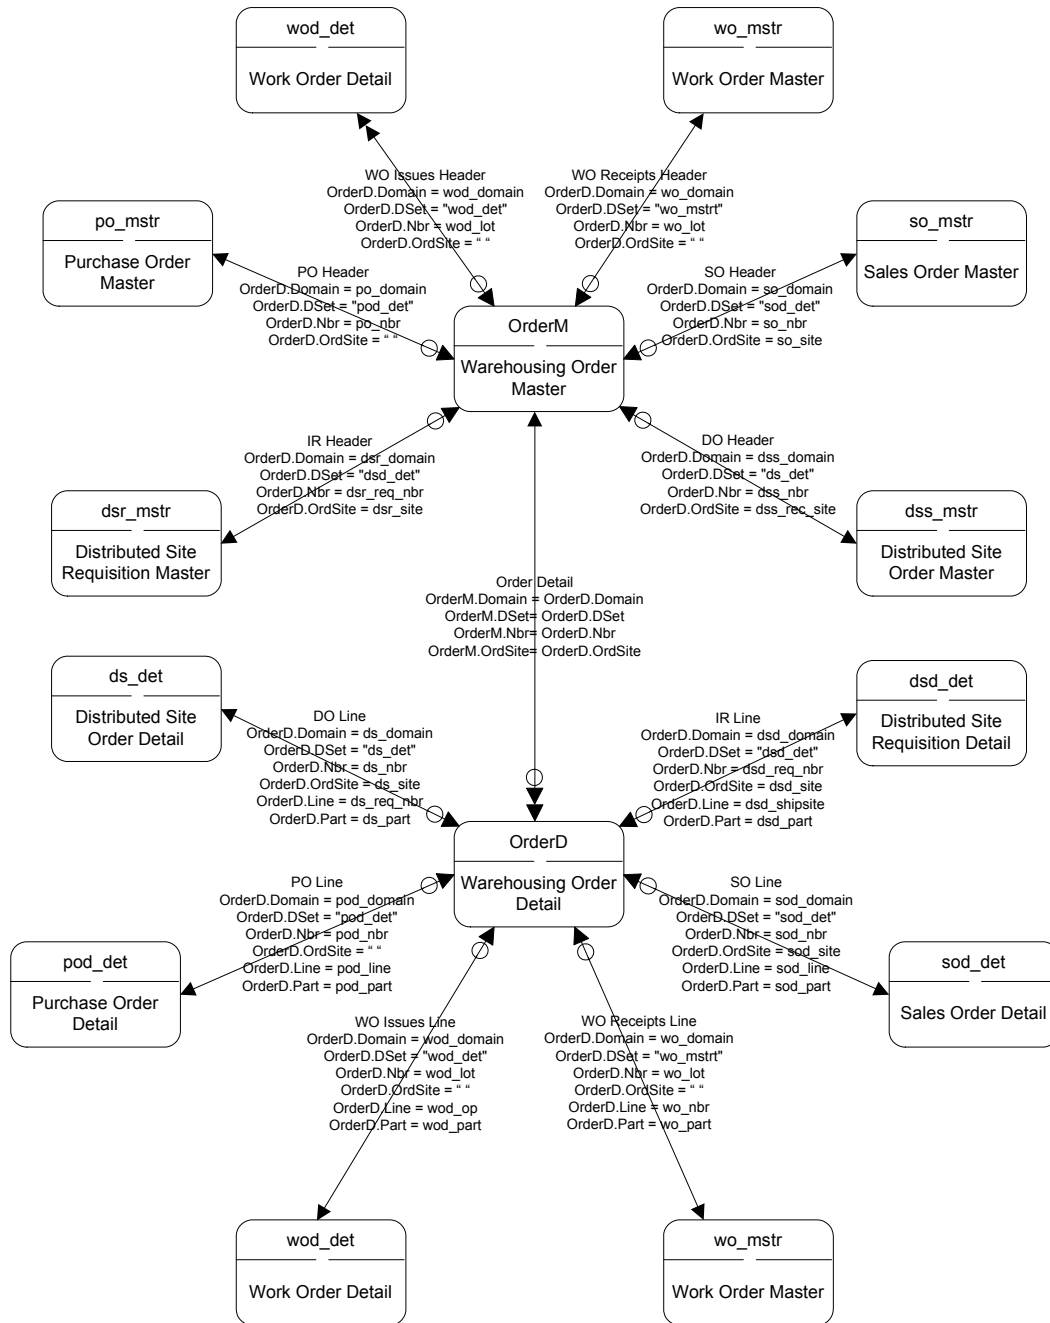 wod_det
Work Order Detail
wo_mstr
Work Order Master
WO Issues Header
OrderD.Domain = wod_domain
OrderD.DSet = "wod_det"
OrderD.Nbr = wod_lot
OrderD.OrdSite = “ “
WO Receipts Header
OrderD.Domain = wo_domain
OrderD.DSet = "wo_mstrt"
OrderD.Nbr = wo_lot
OrderD.OrdSite = “ “
po_mstr
Purchase Order
Master
so_mstr
Sales Order Master
PO Header
OrderD.Domain = po_domain
OrderD.DSet = "pod_det"
OrderD.Nbr = po_nbr
OrderD.OrdSite = “ “
SO Header
OrderD.Domain = so_domain
OrderD.DSet = "sod_det"
OrderD.Nbr = so_nbr
OrderD.OrdSite = so_site
OrderM
Warehousing Order
Master
IR Header
OrderD.Domain = dsr_domain
OrderD.DSet = "dsd_det"
OrderD.Nbr = dsr_req_nbr
OrderD.OrdSite = dsr_site
DO Header
OrderD.Domain = dss_domain
OrderD.DSet = "ds_det"
OrderD.Nbr = dss_nbr
OrderD.OrdSite = dss_rec_site
dsr_mstr
Distributed Site
Requisition Master
dss_mstr
Distributed Site
Order Master
Order Detail
OrderM.Domain = OrderD.Domain
OrderM.DSet= OrderD.DSet
OrderM.Nbr= OrderD.Nbr
OrderM.OrdSite= OrderD.OrdSite
ds_det
Distributed Site
Order Detail
dsd_det
Distributed Site
Requisition Detail
DO Line
OrderD.Domain = ds_domain
OrderD.DSet = "ds_det"
OrderD.Nbr = ds_nbr
OrderD.OrdSite = ds_site
OrderD.Line = ds_req_nbr
OrderD.Part = ds_part
IR Line
OrderD.Domain = dsd_domain
OrderD.DSet = "dsd_det"
OrderD.Nbr = dsd_req_nbr
OrderD.OrdSite = dsd_site
OrderD.Line = dsd_shipsite
OrderD.Part = dsd_part
OrderD
Warehousing Order
Detail
PO Line
OrderD.Domain = pod_domain
OrderD.DSet = "pod_det"
OrderD.Nbr = pod_nbr
OrderD.OrdSite = “ “
OrderD.Line = pod_line
OrderD.Part = pod_part
SO Line
OrderD.Domain = sod_domain
OrderD.DSet = "sod_det"
OrderD.Nbr = sod_nbr
OrderD.OrdSite = sod_site
OrderD.Line = sod_line
OrderD.Part = sod_part
pod_det
Purchase Order
Detail
sod_det
Sales Order Detail
WO Issues Line
OrderD.Domain = wod_domain
OrderD.DSet = "wod_det"
OrderD.Nbr = wod_lot
OrderD.OrdSite = “ “
OrderD.Line = wod_op
OrderD.Part = wod_part
WO Receipts Line
OrderD.Domain = wo_domain
OrderD.DSet = "wo_mstrt"
OrderD.Nbr = wo_lot
OrderD.OrdSite = “ “
OrderD.Line = wo_nbr
OrderD.Part = wo_part
wod_det
Work Order Detail
wo_mstr
Work Order Master